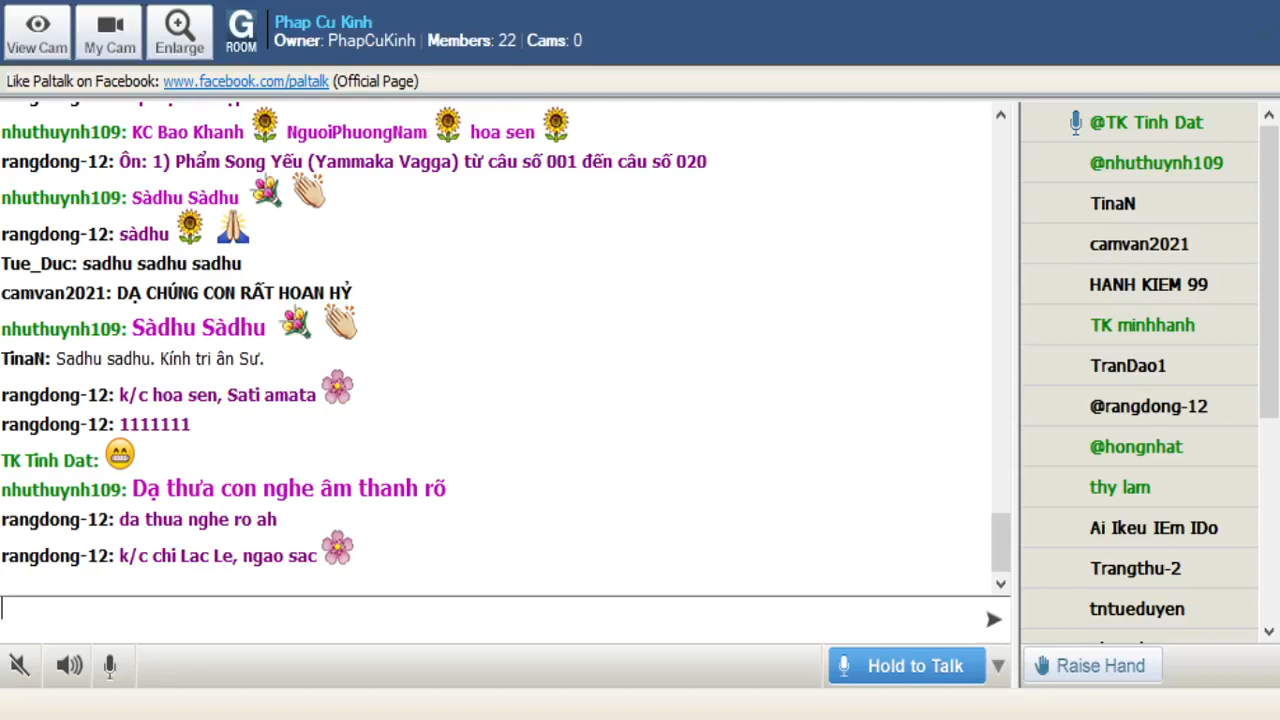 View Cam
My Cam
Enlarge
G
ROOM
Phap Cu Kinh
Owner: PhapCuKinh | Members: 22 | Cams: 0
Like Paltalk on Facebook: www.facebook.com/paltalk (Official Page)
nhuthuynh109: KC Bao Khanh NguoiPhuongNam hoa sen
rangdong-12: Ôn: 1) Phẩm Song Yếu (Yammaka Vagga) từ câu số 001 đến câu số 020
nhuthuynh109: Sàdhu Sàdhu
rangdong-12: sàdhu
Tue_Duc: sadhu sadhu sadhu
camvan2021: DẠ CHÚNG CON RẤT HOAN HỶ
nhuthuynh109: Sàdhu Sàdhu
TinaN: Sadhu sadhu. Kính tri ân Sư.
rangdong-12: k/c hoa sen, Sati amata
rangdong-12: 1111111
TK Tinh Dat:
nhuthuynh109: Dạ thưa con nghe âm thanh rõ
rangdong-12: da thua nghe ro ah
rangdong-12: k/c chi Lac Le, ngao sac
@TK Tinh Dat
@nhuthuynh109
TinaN
camvan2021
HANH KIEM 99
TK minhhanh
TranDao1
@rangdong-12
@hongnhat
thy lam
Ai Ikeu IEm IDo
Trangthu-2
tntueduyen
Hold to Talk
Raise Hand